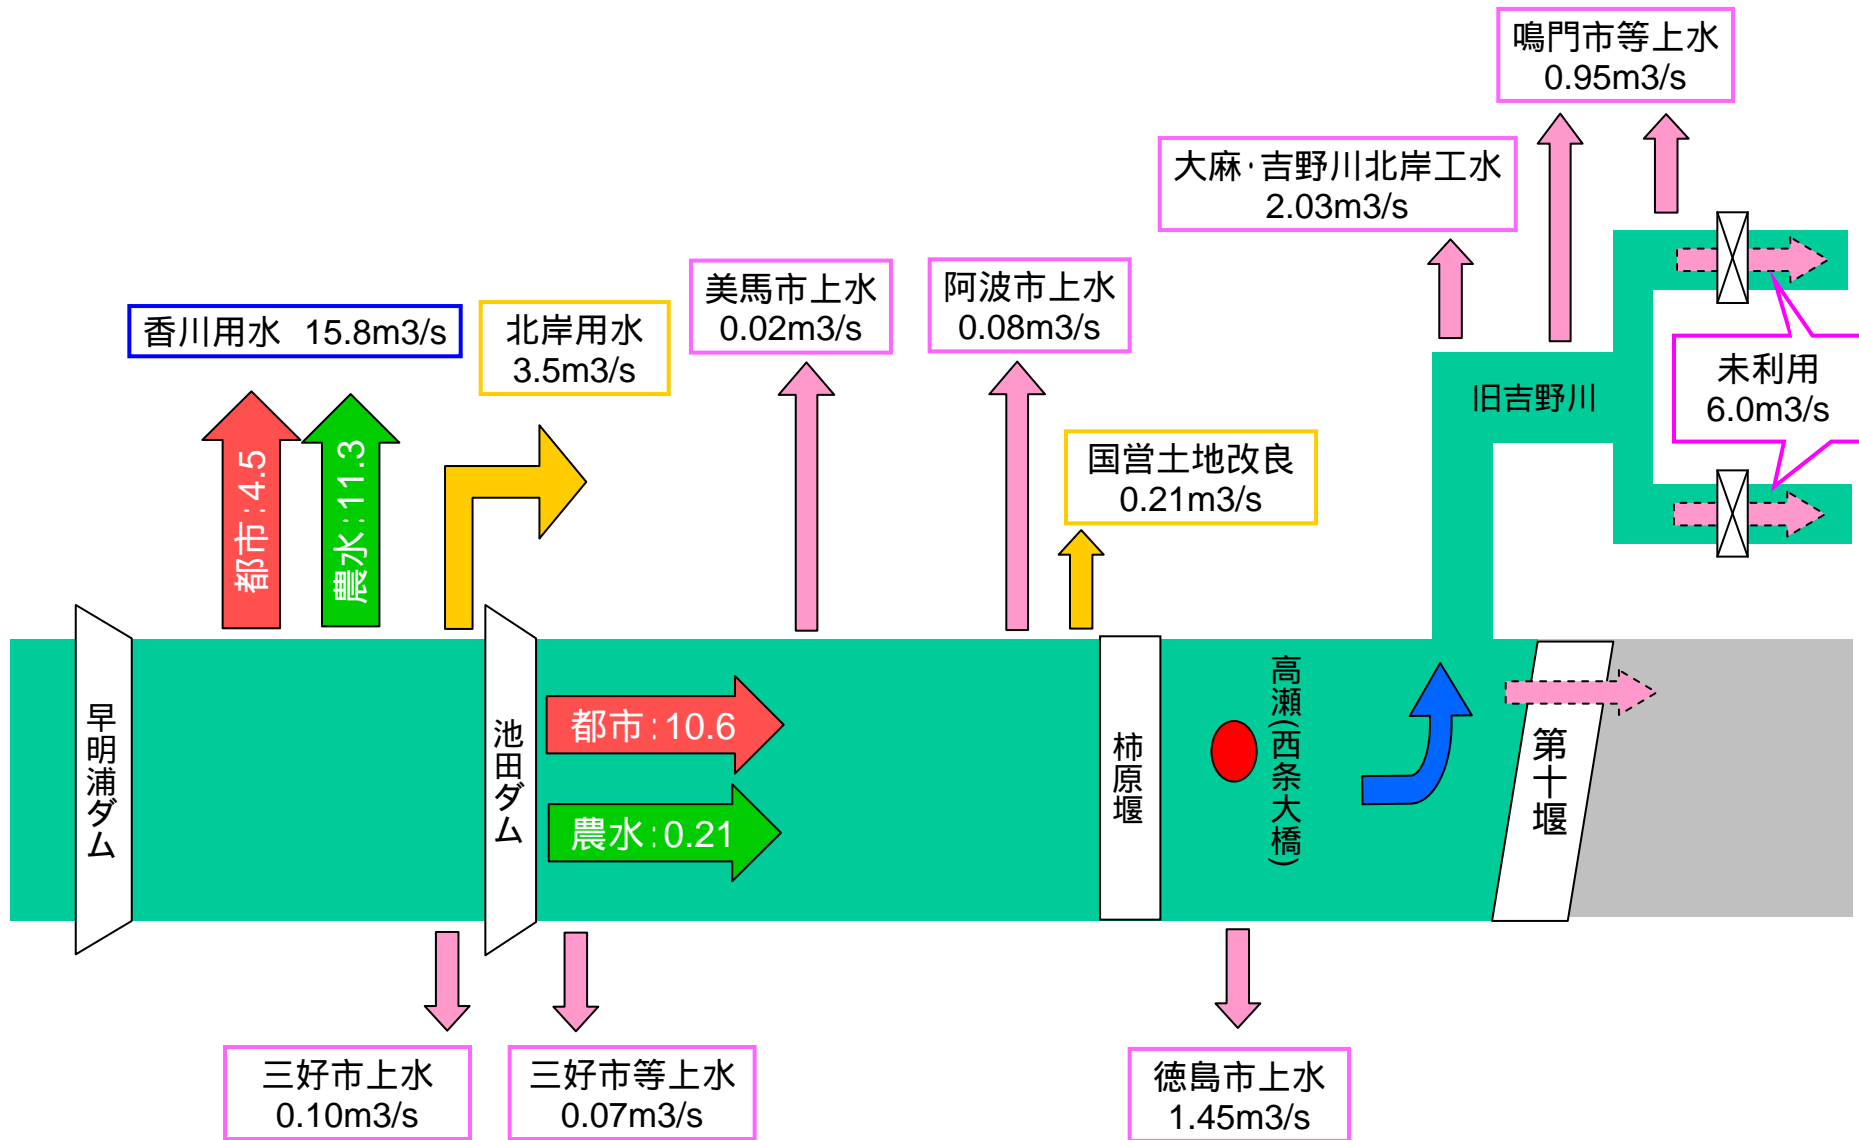 鳴門市等上水
0.95m3/s
大麻・吉野川北岸工水
2.03m3/s
美馬市上水
0.02m3/s
阿波市上水
0.08m3/s
香川用水 15.8m3/s
北岸用水
3.5m3/s
未利用
6.0m3/s
旧吉野川
国営土地改良
0.21m3/s
都市:4.5
農水:11.3
早明浦ダム
池田ダム
都市:10.6
農水:0.21
柿原堰
高瀬(西条大橋)
第十堰
三好市上水
0.10m3/s
三好市等上水
0.07m3/s
徳島市上水
1.45m3/s